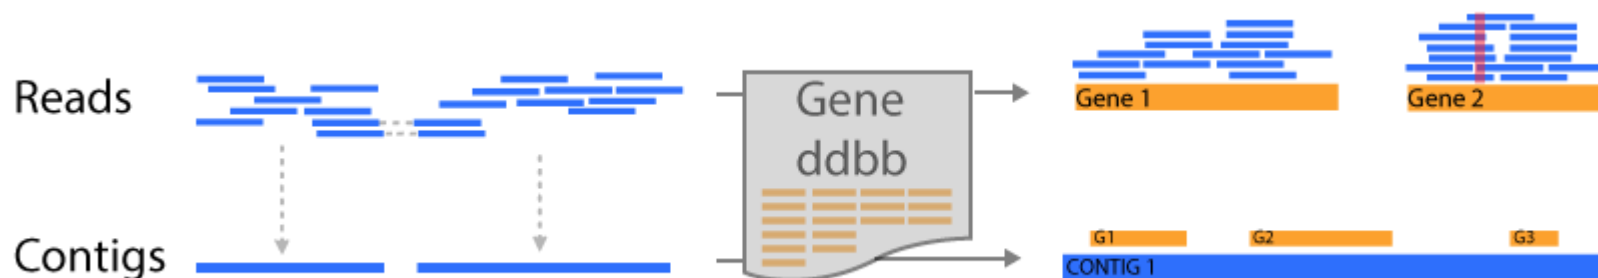 Reads
Gene
ddbb
Gene 1
Gene 2
Contigs
G1
G2
G3
CONTIG 1